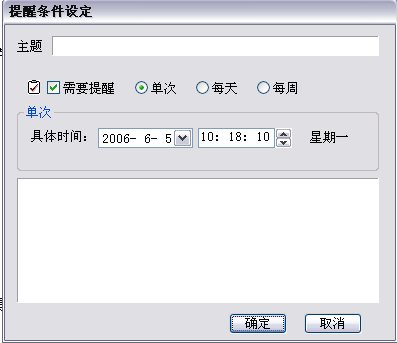 提醒条件设定
主题
需要提醒 单次 每天 每周
单次
具体时间: 2006- 6- 5 10: 18: 10 星期一
确定 取消